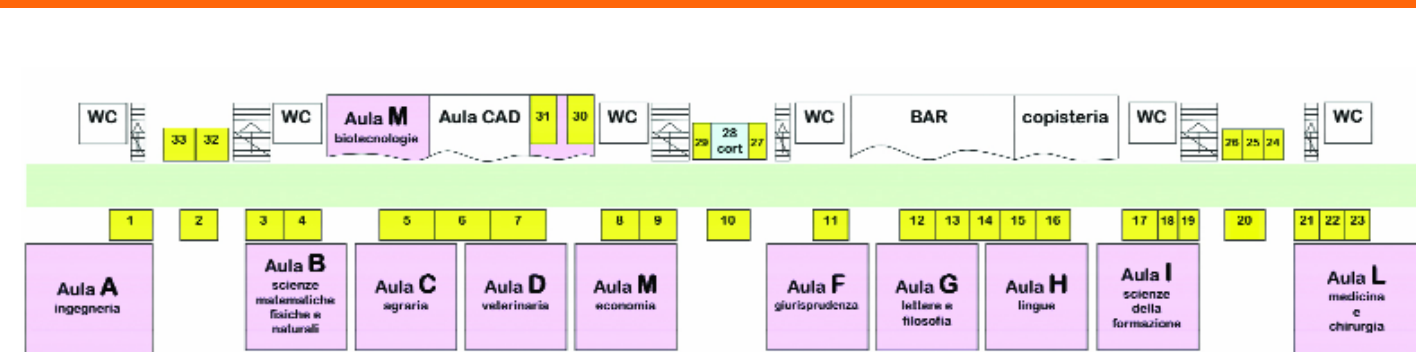 WC
33
32
WC
Aula M
biotecnologie
Aula CAD
31
30
WC
29
28
cort
27
WC
BAR
copisteria
WC
26
25
24
WC
1
2
3
4
5
6
7
8
9
10
11
12
13
14
15
16
17
18
19
20
21
22
23
Aula A
ingegneria
Aula B
scienze
matematiche
fisiche e
naturali
Aula C
agraria
Aula D
veterinaria
Aula M
economia
Aula F
giurisprudenza
Aula G
lettere e
filosofia
Aula H
lingue
Aula I
scienze
della
formazione
Aula L
medicina
e
chirurgia